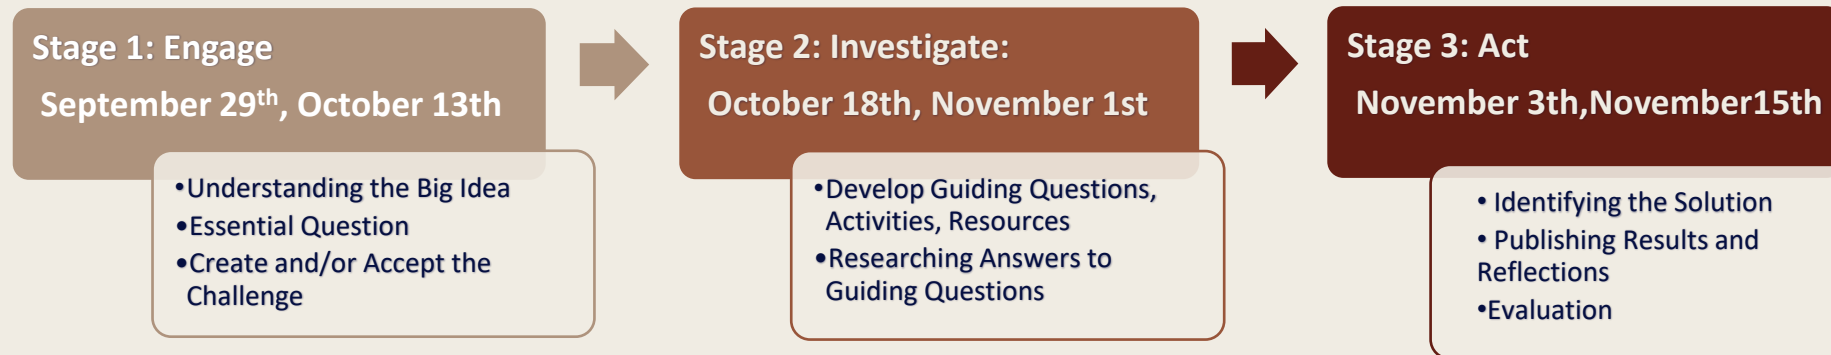 Stage 1: Engage
September 29th, October 13th
•Understanding the Big Idea
•Essential Question
•Create and/or Accept the
Challenge
Stage 2: Investigate:
October 18th, November 1st
•Develop Guiding Questions,
Activities, Resources
•Researching Answers to
Guiding Questions
Stage 3: Act
November 3th,November15th
• Identifying the Solution
• Publishing Results and
Reflections
•Evaluation